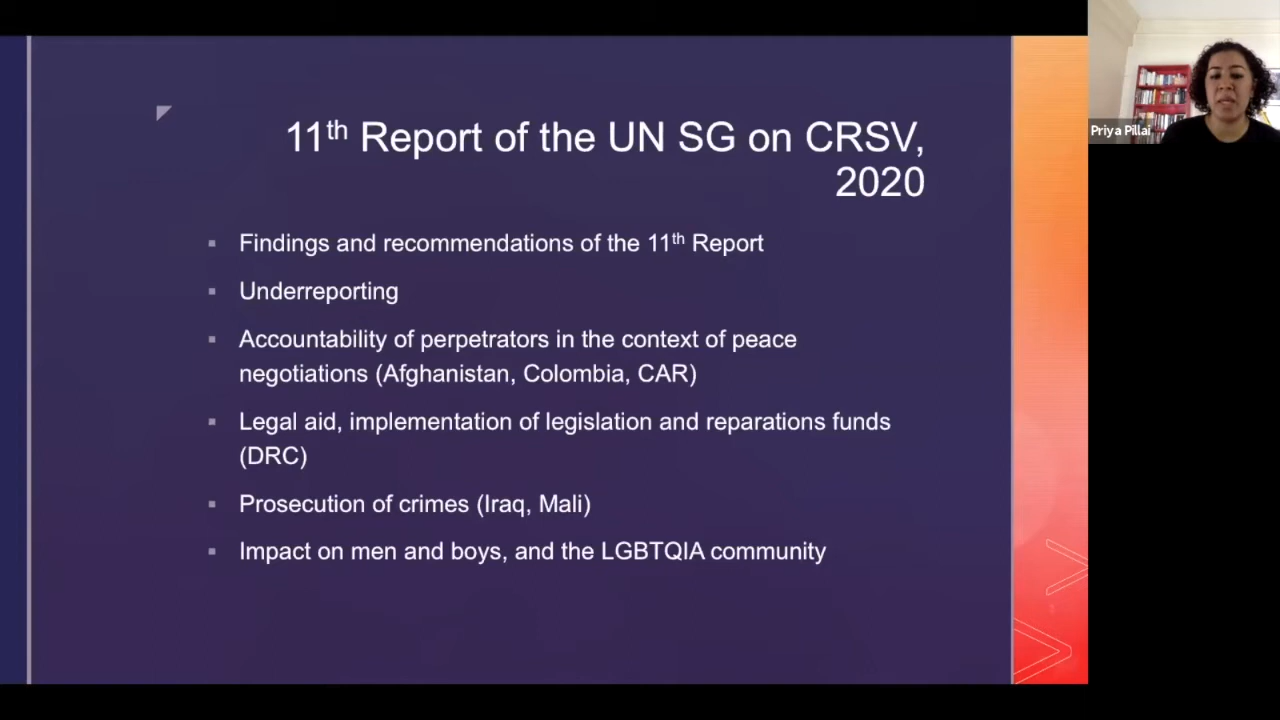 11th Report of the UN SG on CRSV,
2020
▪ Findings and recommendations of the 11th Report
▪ Underreporting
▪ Accountability of perpetrators in the context of peace
negotiations (Afghanistan, Colombia, CAR)
▪ Legal aid, implementation of legislation and reparations funds
(DRC)
▪ Prosecution of crimes (Iraq, Mali)
▪ Impact on men and boys, and the LGBTQIA community
Priya Pillai